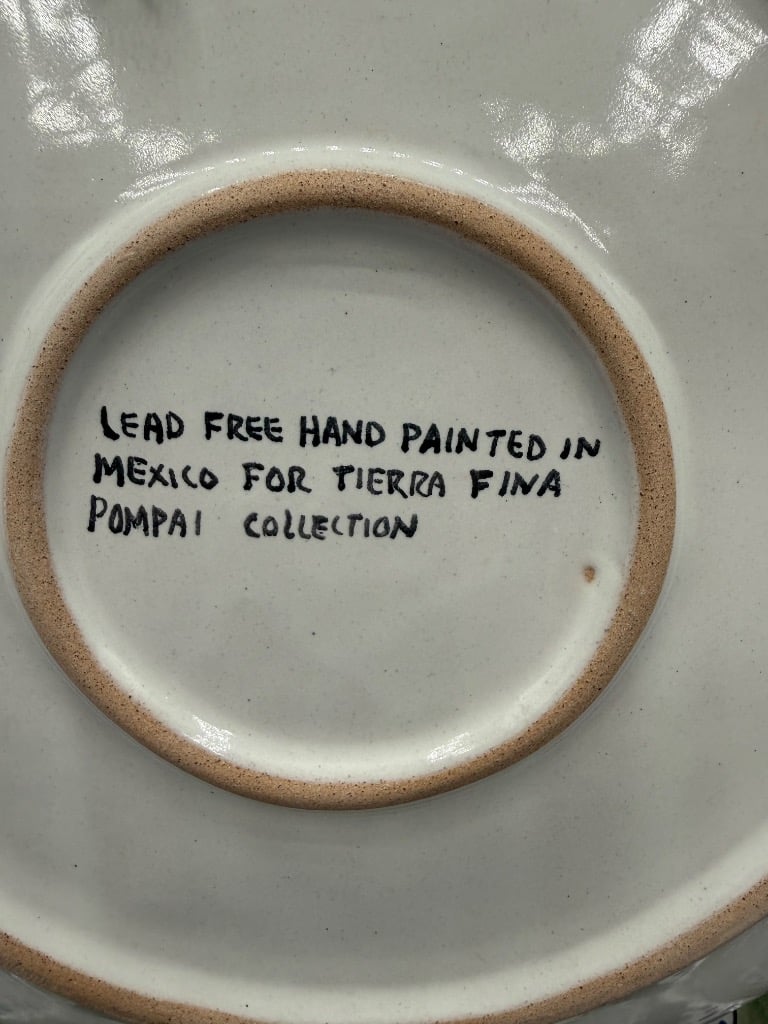 LEAD FREE HAND PAINTED IN
MEXICO FOR TIERRA FINA
POMPAI COLLECTION